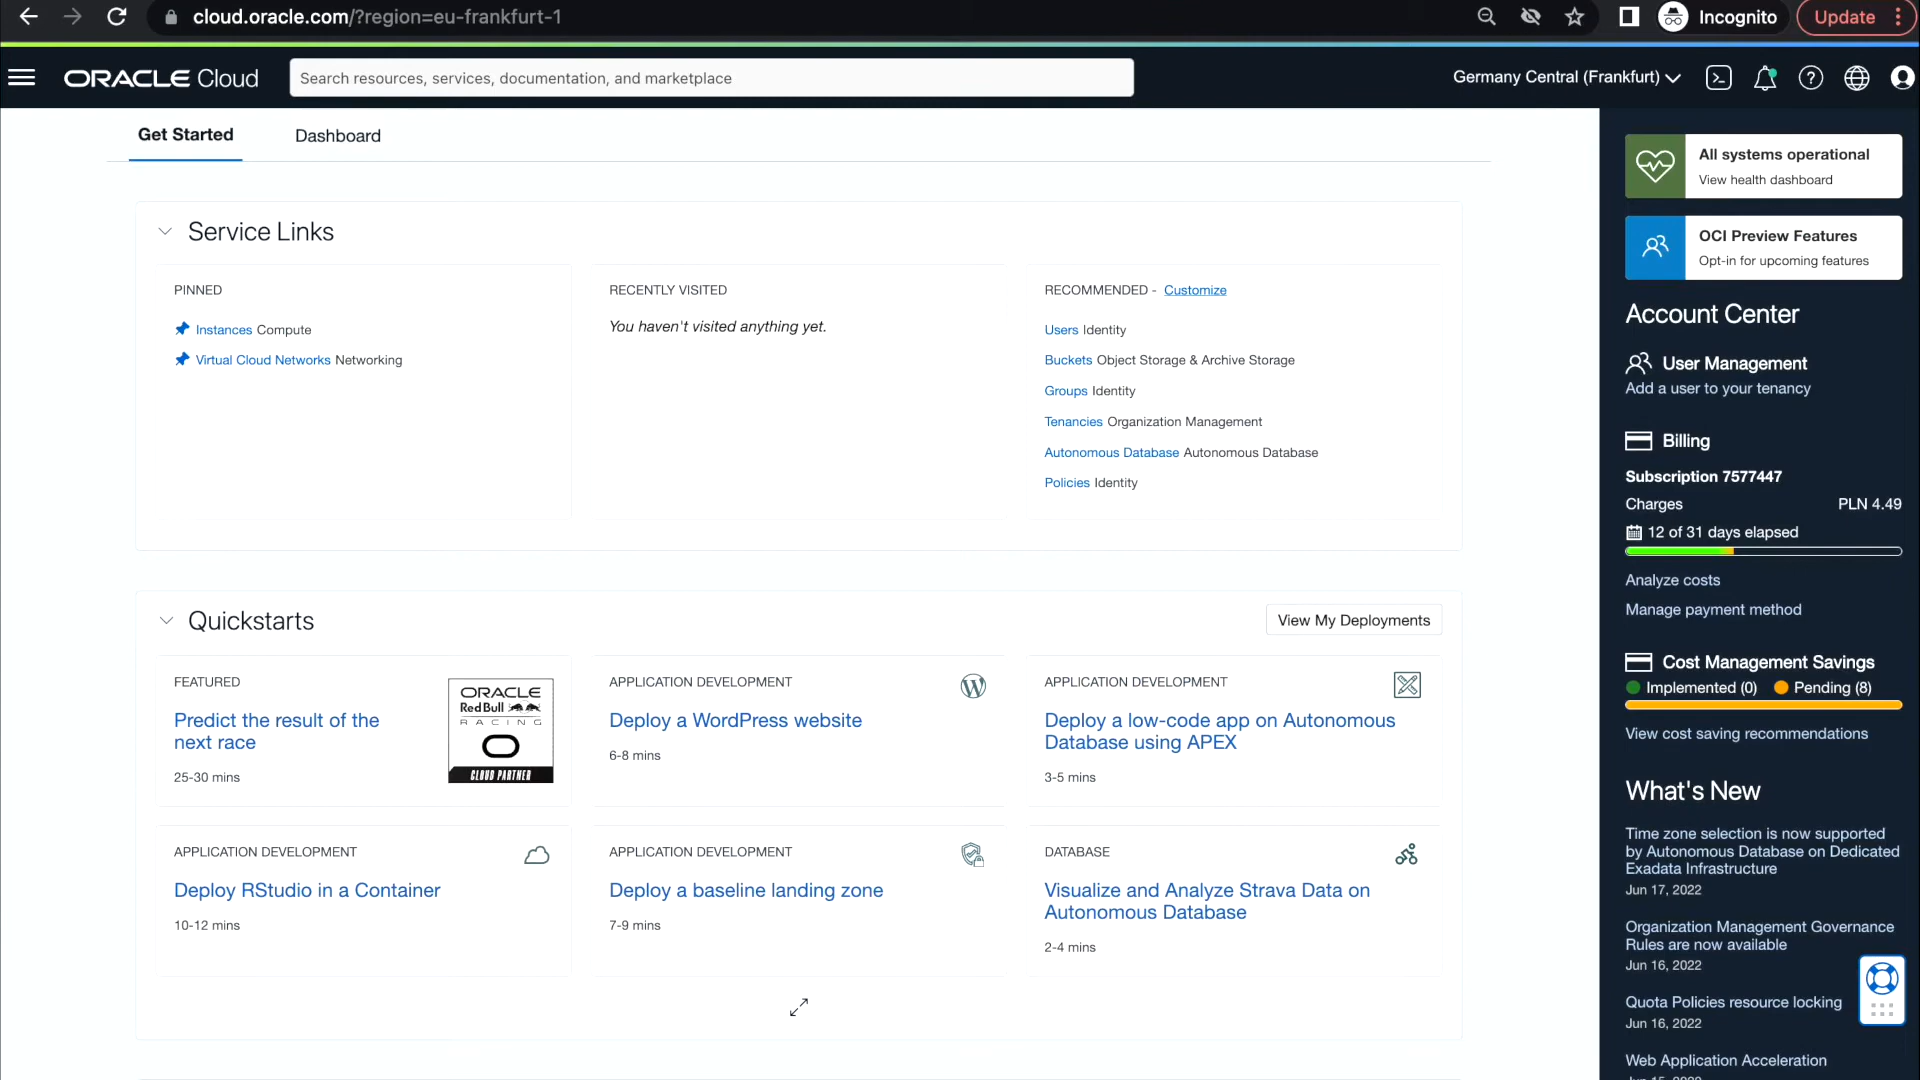 cloud.oracle.com/?region=eu-frankfurt-1
Incognito
Update
ORACLE Cloud
Search resources, services, documentation, and marketplace
Germany Central (Frankfurt)
Get Started
Dashboard
Service Links
PINNED
Instances Compute
Virtual Cloud Networks Networking
RECENTLY VISITED
You haven't visited anything yet.
RECOMMENDED - Customize
Users Identity
Buckets Object Storage & Archive Storage
Groups Identity
Tenancies Organization Management
Autonomous Database Autonomous Database
Policies Identity
Quickstarts
View My Deployments
FEATURED
Predict the result of the
next race
25-30 mins
ORACLE
Red Bull
RACING
CLOUD PARTNER
APPLICATION DEVELOPMENT
Deploy a WordPress website
6-8 mins
APPLICATION DEVELOPMENT
Deploy a low-code app on Autonomous
Database using APEX
3-5 mins
APPLICATION DEVELOPMENT
Deploy RStudio in a Container
10-12 mins
APPLICATION DEVELOPMENT
Deploy a baseline landing zone
7-9 mins
DATABASE
Visualize and Analyze Strava Data on
Autonomous Database
2-4 mins
All systems operational
View health dashboard
OCI Preview Features
Opt-in for upcoming features
Account Center
User Management
Add a user to your tenancy
Billing
Subscription 7577447
Charges PLN 4.49
12 of 31 days elapsed
Analyze costs
Manage payment method
Cost Management Savings
Implemented (0) Pending (8)
View cost saving recommendations
What's New
Time zone selection is now supported
by Autonomous Database on Dedicated
Exadata Infrastructure
Jun 17, 2022
Organization Management Governance
Rules are now available
Jun 16, 2022
Quota Policies resource locking
Jun 16, 2022
Web Application Acceleration